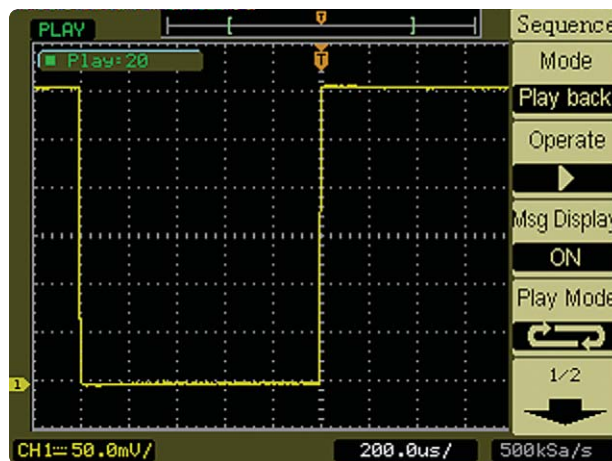 PLAY
T
T
Play:20
1
CH1 50.0mV/
200.0us/
500kSa/s
Sequence
Mode
Play back
Operate
Msg Display
ON
Play Mode
1/2